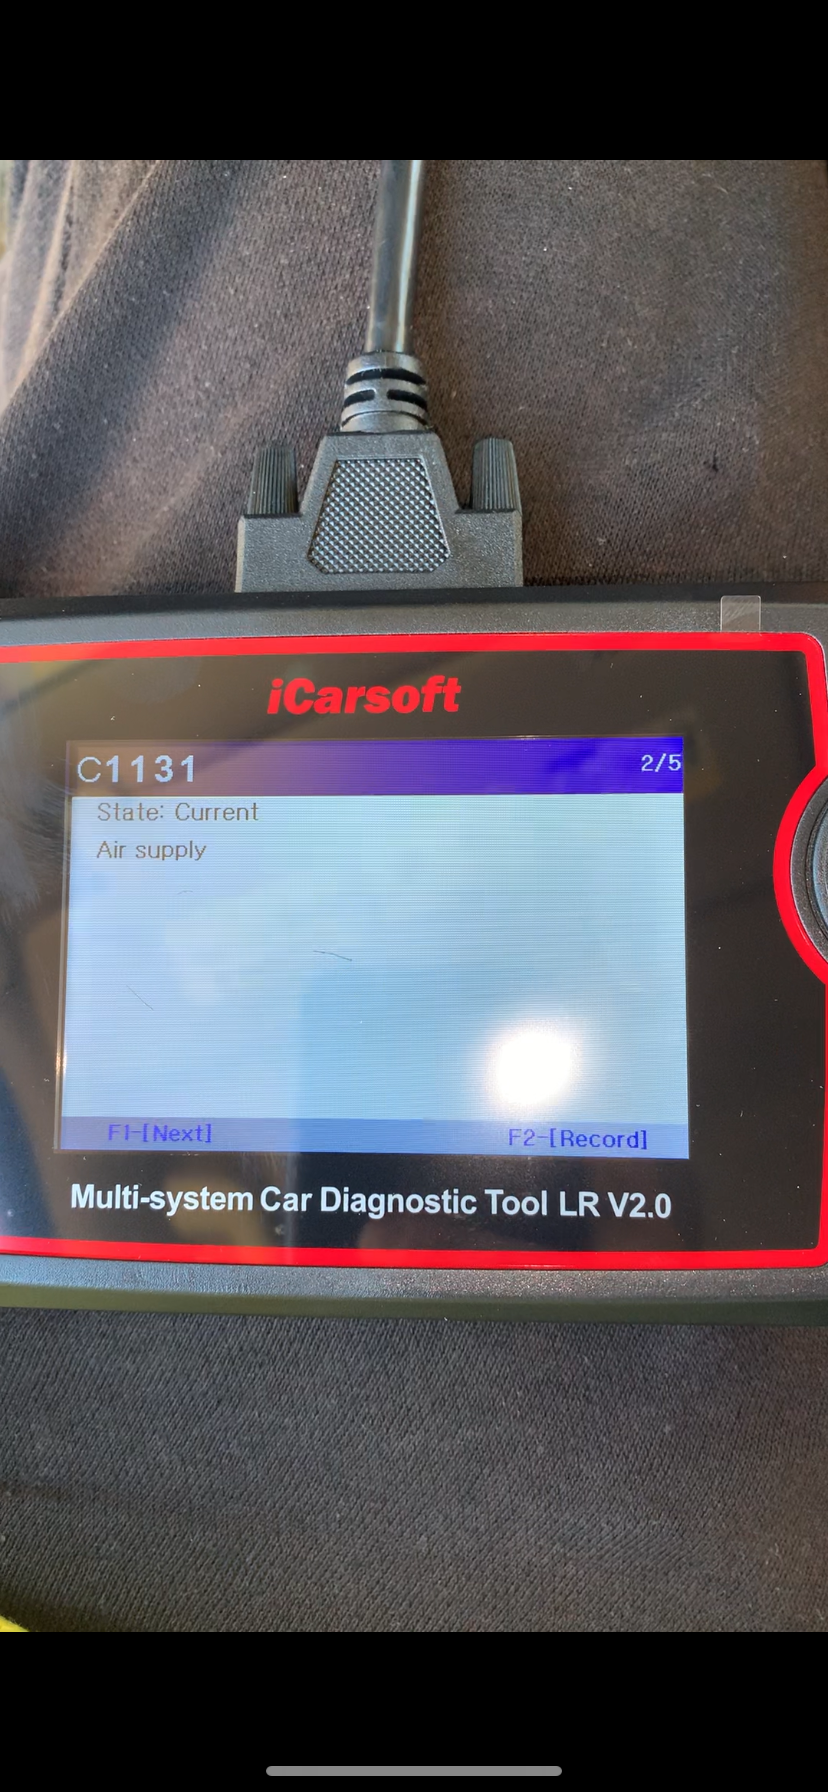 iCarsoft
C1131 2/5
State: Current
Air supply
F1-[Next] F2-[Record]
Multi-system Car Diagnostic Tool LR V2.0